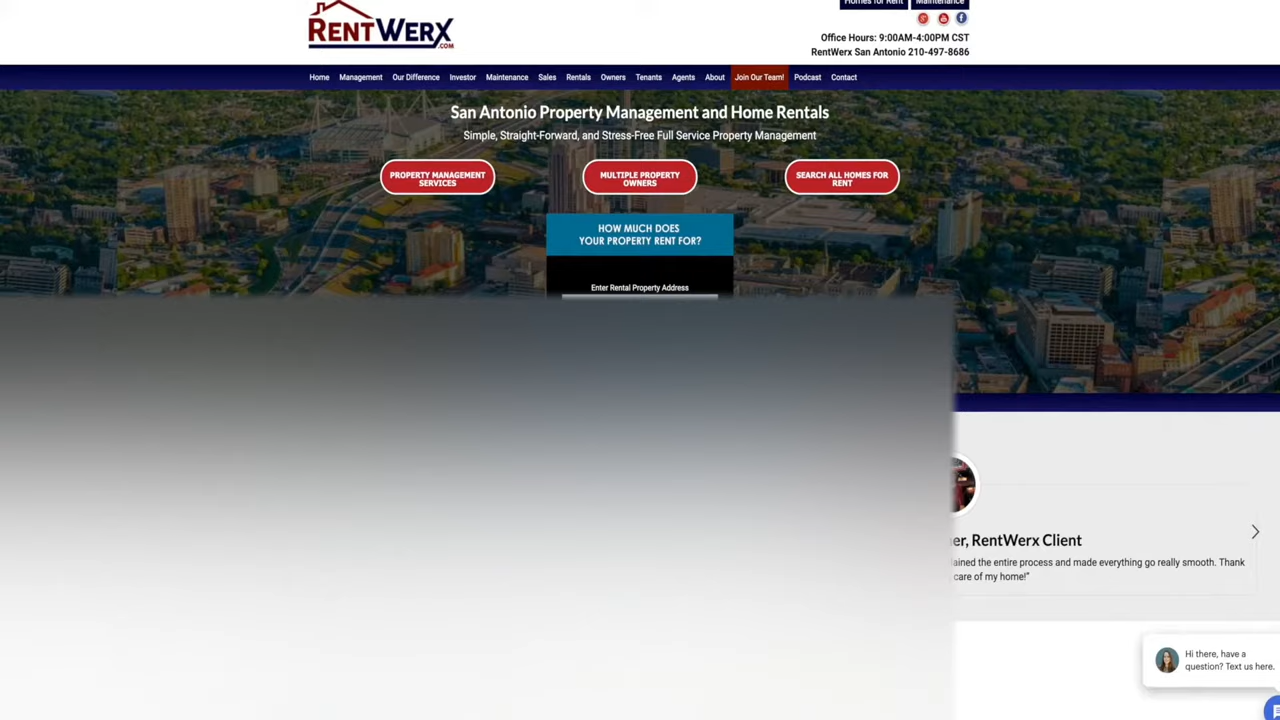 Homes for Rent
Maintenance
RENTWERX
.COM
Office Hours: 9:00AM-4:00PM CST
RentWerx San Antonio 210-497-8686
Home Management Our Difference Investor Maintenance Sales Rentals Owners Tenants Agents About Join Our Team! Podcast Contact
San Antonio Property Management and Home Rentals
Simple, Straight-Forward, and Stress-Free Full Service Property Management
PROPERTY MANAGEMENT
SERVICES
MULTIPLE PROPERTY
OWNERS
SEARCH ALL HOMES FOR
RENT
HOW MUCH DOES
YOUR PROPERTY RENT FOR?
Enter Rental Property Address
RentWerx Client
the entire process and made everything go really smooth. Thank
care of my home!"
Hi there, have a
question? Text us here.